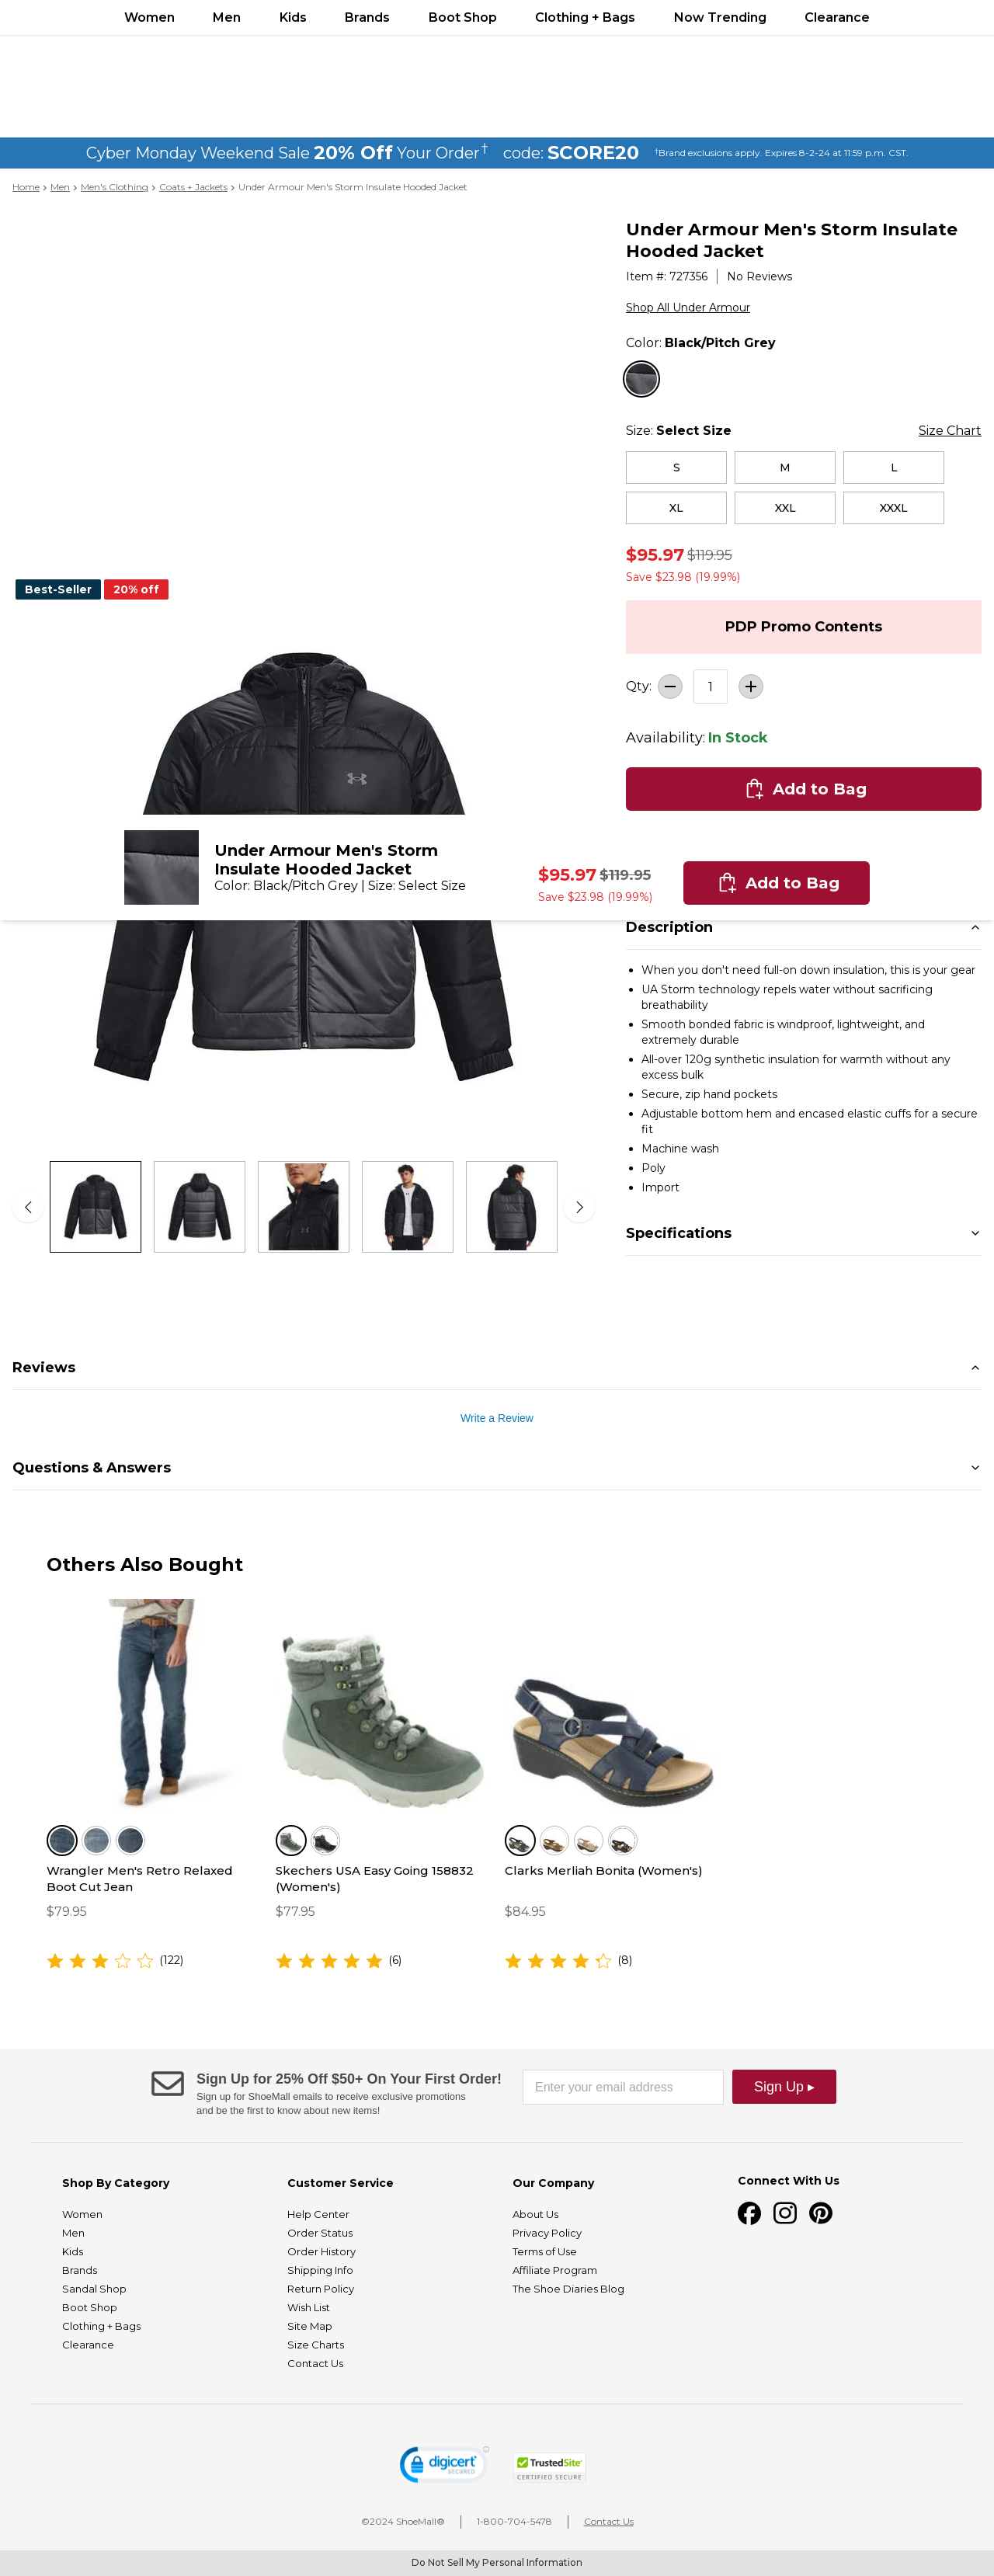 Women Men Kids Brands Boot Shop Clothing + Bags Now Trending Clearance
Cyber Monday Weekend Sale 20% Off Your Order† code: SCORE20 †Brand exclusions apply. Expires 8-2-24 at 11:59 p.m. CST.
Home > Men > Men's Clothing > Coats + Jackets > Under Armour Men's Storm Insulate Hooded Jacket
Under Armour Men's Storm Insulate
Hooded Jacket
Item #: 727356 | No Reviews
Shop All Under Armour
Color: Black/Pitch Grey
Size: Select Size Size Chart
S M L
XL XXL XXXL
$95.97 $119.95
Save $23.98 (19.99%)
Best-Seller 20% off
PDP Promo Contents
Qty: 1
Availability: In Stock
Add to Bag
Under Armour Men's Storm
Insulate Hooded Jacket
Color: Black/Pitch Grey | Size: Select Size
$95.97 $119.95
Save $23.98 (19.99%)
Add to Bag
Description
• When you don't need full-on down insulation, this is your gear
• UA Storm technology repels water without sacrificing
breathability
• Smooth bonded fabric is windproof, lightweight, and
extremely durable
• All-over 120g synthetic insulation for warmth without any
excess bulk
• Secure, zip hand pockets
• Adjustable bottom hem and encased elastic cuffs for a secure
fit
• Machine wash
• Poly
• Import
Specifications
Reviews
Write a Review
Questions & Answers
Others Also Bought
Wrangler Men's Retro Relaxed
Boot Cut Jean
$79.95
(122)
Skechers USA Easy Going 158832
(Women's)
$77.95
(6)
Clarks Merliah Bonita (Women's)
$84.95
(8)
Sign Up for 25% Off $50+ On Your First Order!
Sign up for ShoeMall emails to receive exclusive promotions
and be the first to know about new items!
Enter your email address
Sign Up ▸
Shop By Category
Women
Men
Kids
Brands
Sandal Shop
Boot Shop
Clothing + Bags
Clearance
Customer Service
Help Center
Order Status
Order History
Shipping Info
Return Policy
Wish List
Site Map
Size Charts
Contact Us
Our Company
About Us
Privacy Policy
Terms of Use
Affiliate Program
The Shoe Diaries Blog
Connect With Us
digicert
SECURED
TrustedSite
CERTIFIED SECURE
©2024 ShoeMall® | 1-800-704-5478 | Contact Us
Do Not Sell My Personal Information